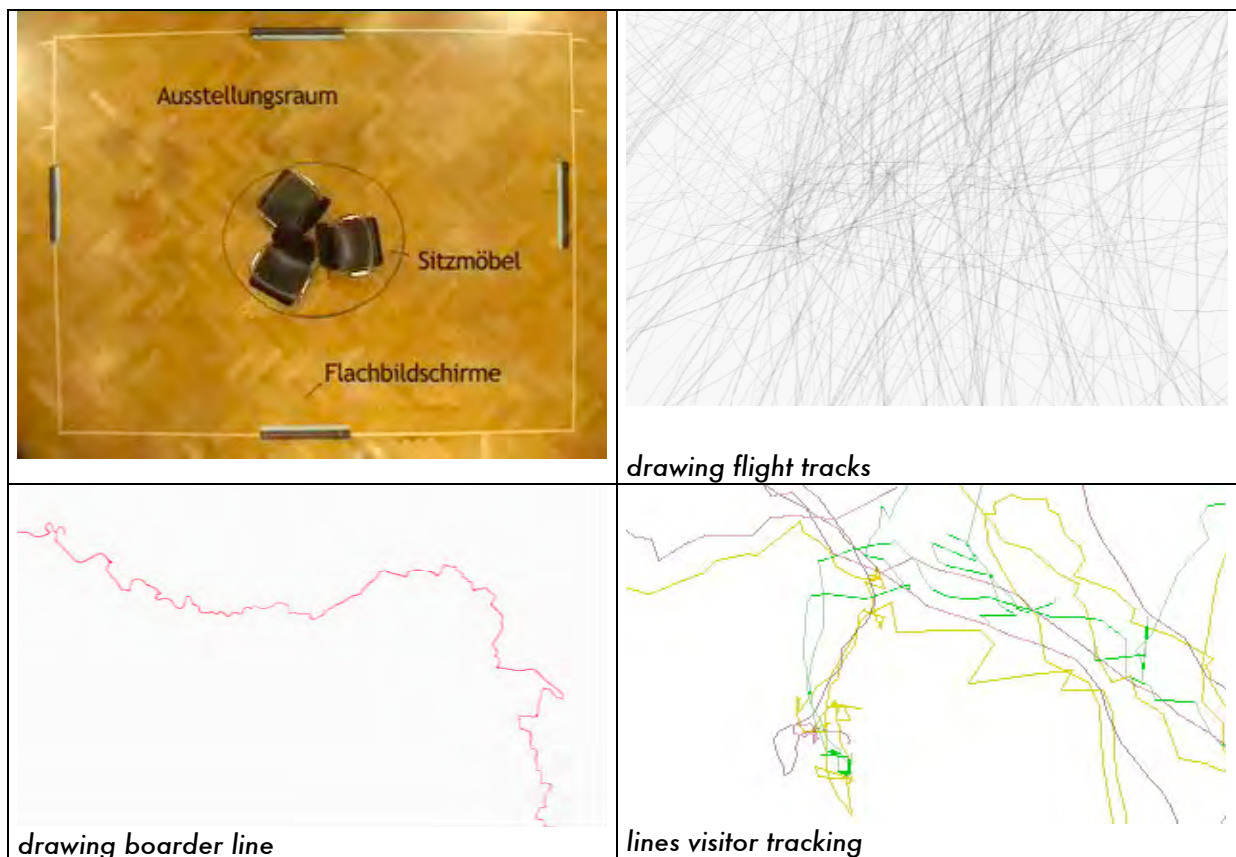 Ausstellungsraum
Sitzmöbel
Flachbildschirme
drawing flight tracks
drawing boarder line
lines visitor tracking